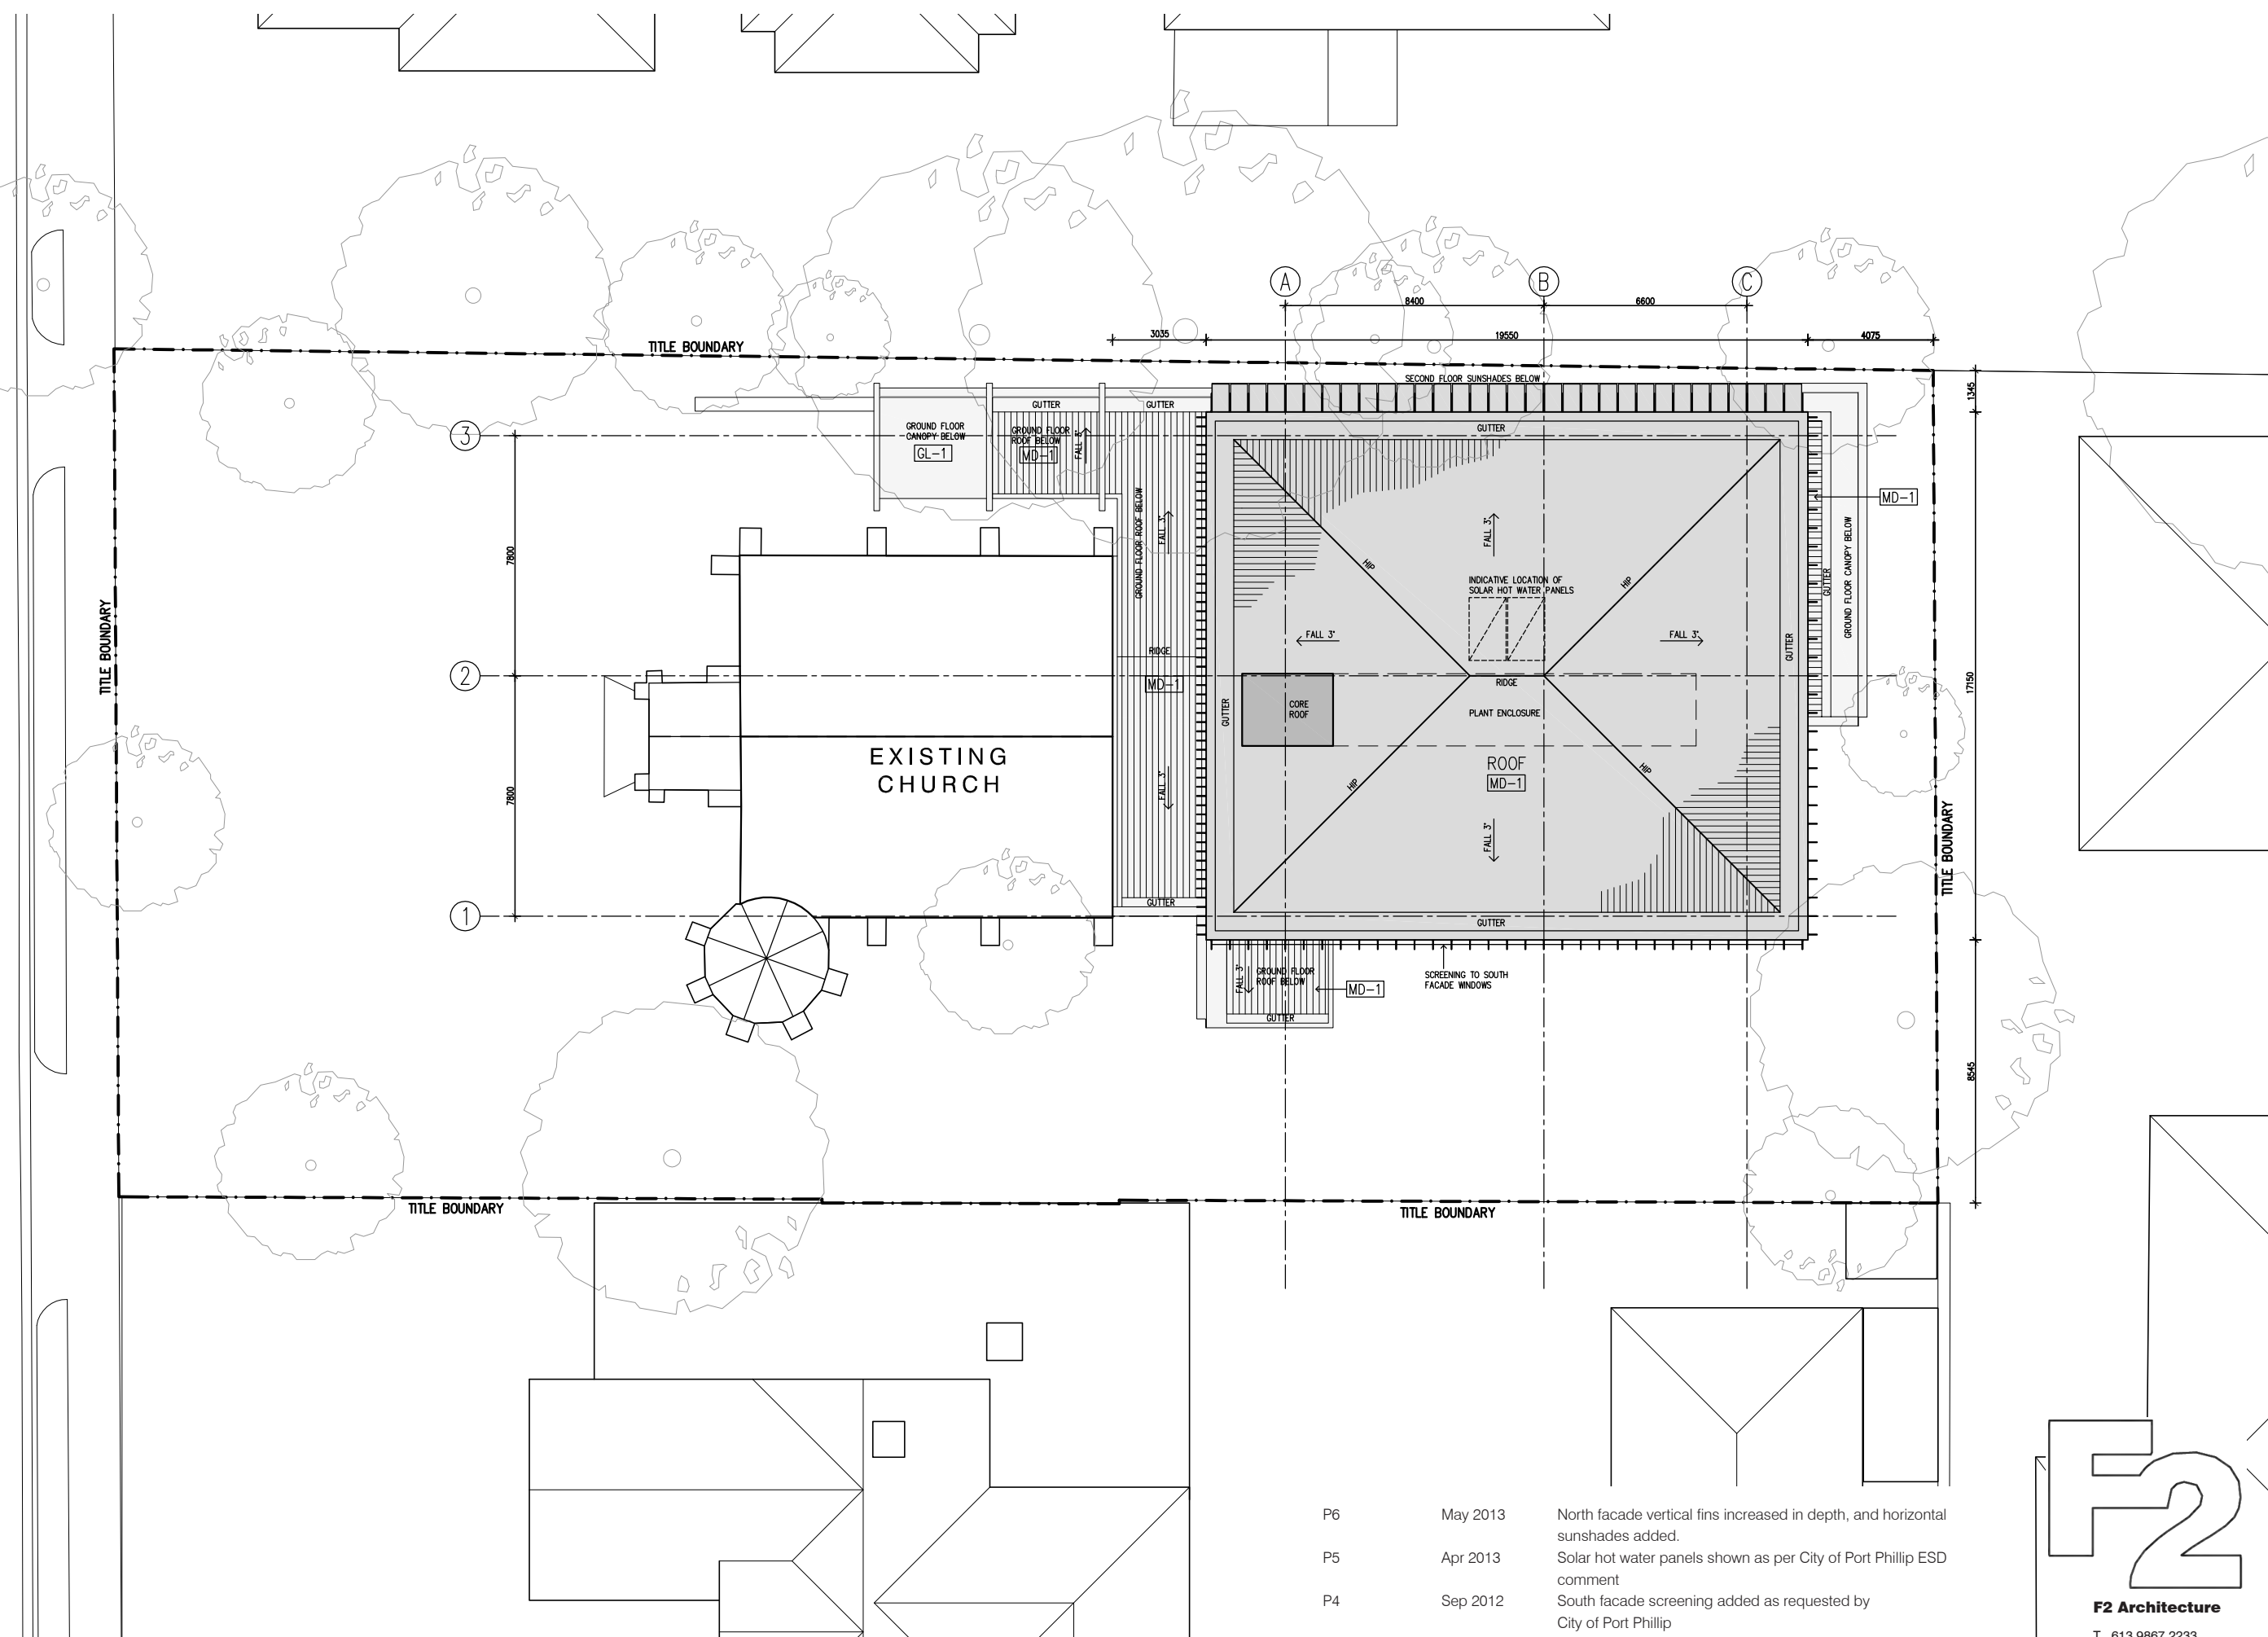 A
B
C
8400
6600
3035
19550
4075
TITLE BOUNDARY
SECOND FLOOR SUNSHADES BELOW
1345
GUTTER
GUTTER
3
GROUND FLOOR
CANOPY BELOW
GL-1
GROUND FLOOR
ROOF BELOW
MD-1
FALL 3°
GUTTER
MD-1
GROUND FLOOR ROOF BELOW
FALL 3°
FALL 3°
7800
HIP
HIP
INDICATIVE LOCATION OF
SOLAR HOT WATER PANELS
GUTTER
GROUND FLOOR CANOPY BELOW
TITLE BOUNDARY
FALL 3°
FALL 3°
GUTTER
RIDGE
2
MD-1
RIDGE
17150
GUTTER
CORE
ROOF
PLANT ENCLOSURE
EXISTING
CHURCH
ROOF
MD-1
7800
FALL 3°
HIP
HIP
FALL 3°
TITLE BOUNDARY
GUTTER
1
GUTTER
FALL 3°
GROUND FLOOR
ROOF BELOW
MD-1
SCREENING TO SOUTH
FACADE WINDOWS
GUTTER
8545
TITLE BOUNDARY
TITLE BOUNDARY
P6 May 2013 North facade vertical fins increased in depth, and horizontal
sunshades added.
P5 Apr 2013 Solar hot water panels shown as per City of Port Phillip ESD
comment
P4 Sep 2012 South facade screening added as requested by
City of Port Phillip
F2
F2 Architecture
T 613 9867 2233